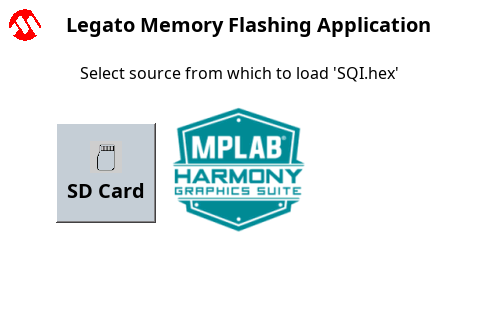 Legato Memory Flashing Application
Select source from which to load 'SQI.hex'
SD Card
MPLAB®
HARMONY
GRAPHICS SUITE